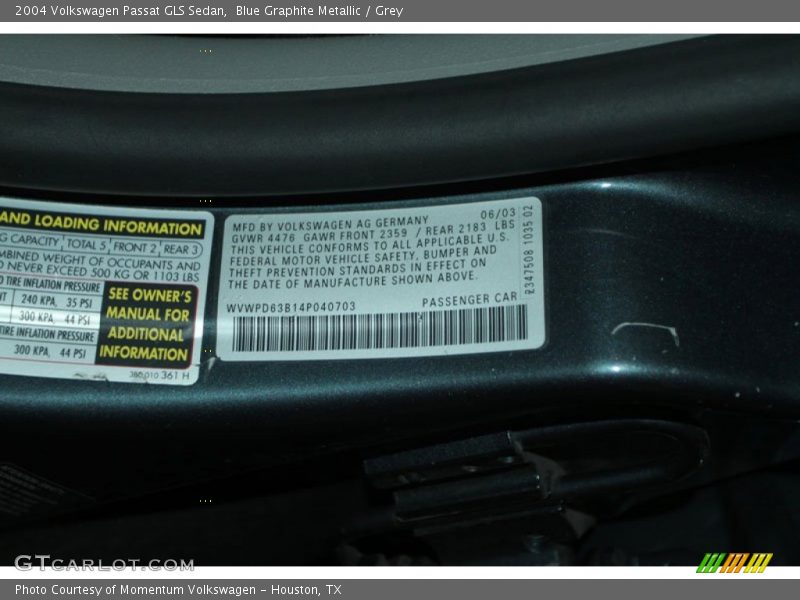 2004 Volkswagen Passat GLS Sedan,  Blue Graphite Metallic / Grey
AND LOADING INFORMATION
G CAPACITY TOTAL 5 FRONT 2 REAR 3
MBINED WEIGHT OF OCCUPANTS AND
D NEVER EXCEED 500 KG OR 1103 LBS
TIRE INFLATION PRESSURE
240 KPA, 35 PSI
300 KPA, 44 PSI
TIRE INFLATION PRESSURE
300 KPA, 44 PSI
SEE OWNER'S
MANUAL FOR
ADDITIONAL
INFORMATION
3B0 010 361 H
MFD BY VOLKSWAGEN AG GERMANY 06/03
GVWR 4476 GAWR FRONT 2359 / REAR 2183 LBS
THIS VEHICLE CONFORMS TO ALL APPLICABLE U.S.
FEDERAL MOTOR VEHICLE SAFETY, BUMPER AND
THEFT PREVENTION STANDARDS IN EFFECT ON
THE DATE OF MANUFACTURE SHOWN ABOVE.
WVWPD63B14P040703 PASSENGER CAR
E347508 1035 02
GTCARLOT.COM
Photo Courtesy of Momentum Volkswagen - Houston, TX